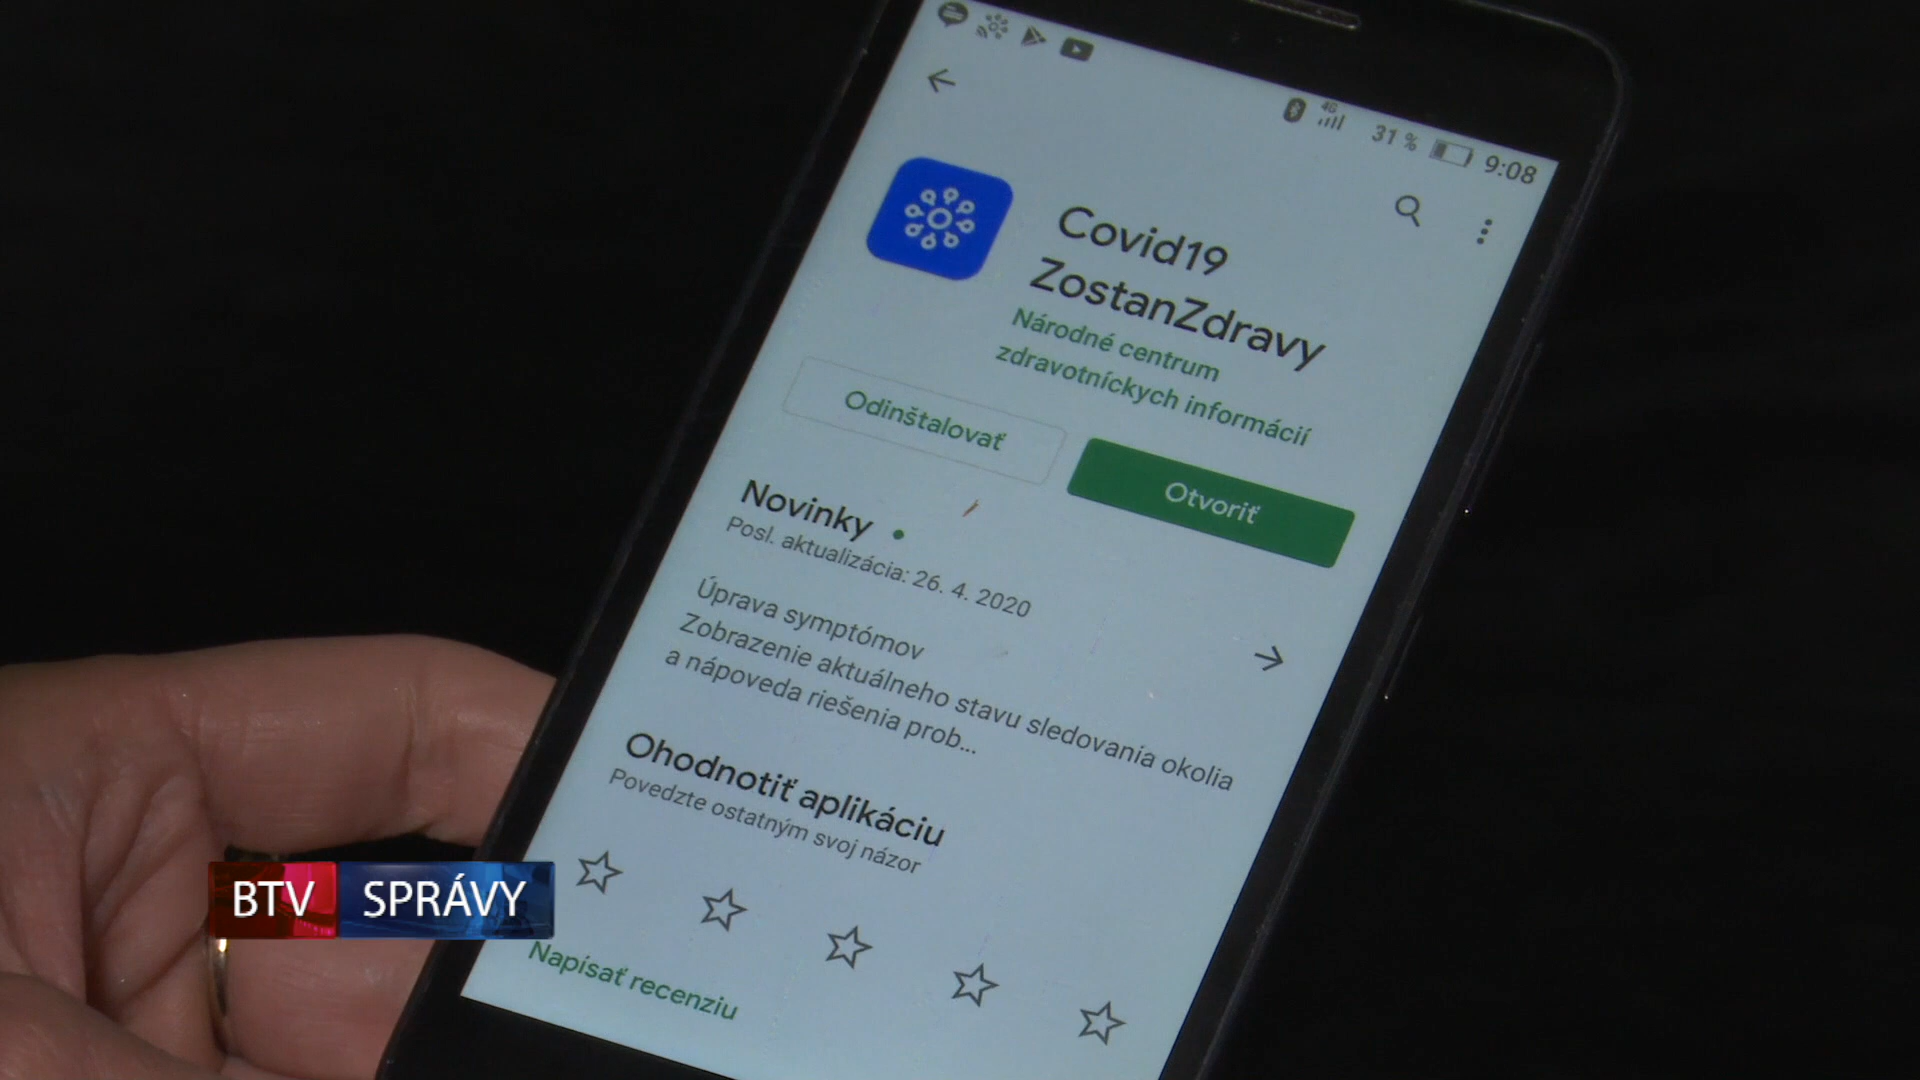 4G
31 %
9:08
Covid19
ZostanZdravy
Národné centrum
zdravotníckych informácií
Odinštalovať
Otvoriť
Novinky
Posl. aktualizácia: 26. 4. 2020
Úprava symptómov
Zobrazenie aktuálneho stavu sledovania okolia
a nápoveda riešenia prob...
Ohodnotiť aplikáciu
Povedzte ostatným svoj názor
BTV SPRÁVY
Napísať recenziu